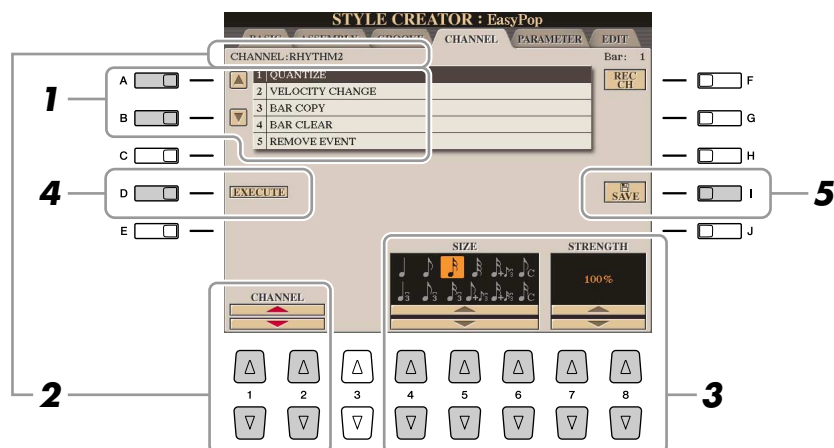 STYLE CREATOR : EasyPop
BASIC ASSEMBLY GROOVE CHANNEL PARAMETER EDIT
CHANNEL:RHYTHM2 Bar: 1
1 QUANTIZE
2 VELOCITY CHANGE
3 BAR COPY
4 BAR CLEAR
5 REMOVE EVENT
REC
CH
A
B
C
D
E
F
G
H
I
J
EXECUTE
SAVE
SIZE STRENGTH
100%
CHANNEL
1 2 3 4 5 6 7 8
1
2
3
4
5